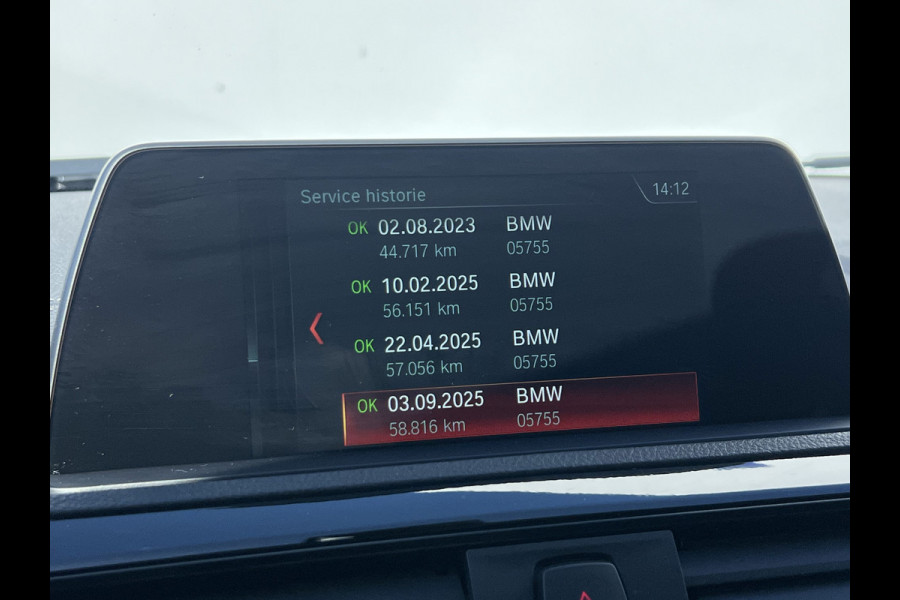 Service historie 14:12
OK 02.08.2023 BMW
44.717 km 05755
OK 10.02.2025 BMW
56.151 km 05755
OK 22.04.2025 BMW
57.056 km 05755
OK 03.09.2025 BMW
58.816 km 05755